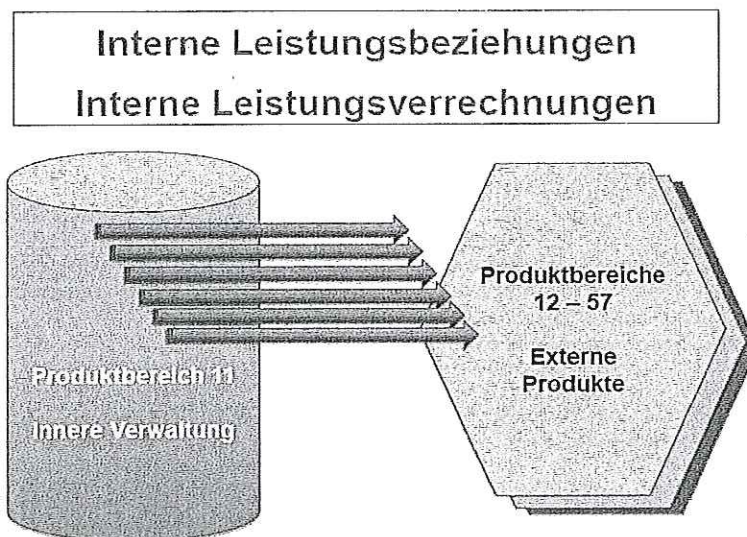 Interne Leistungsbeziehungen
Interne Leistungsverrechnungen
Produktbereich 11
Innere Verwaltung
Produktbereiche
12 – 57
Externe
Produkte